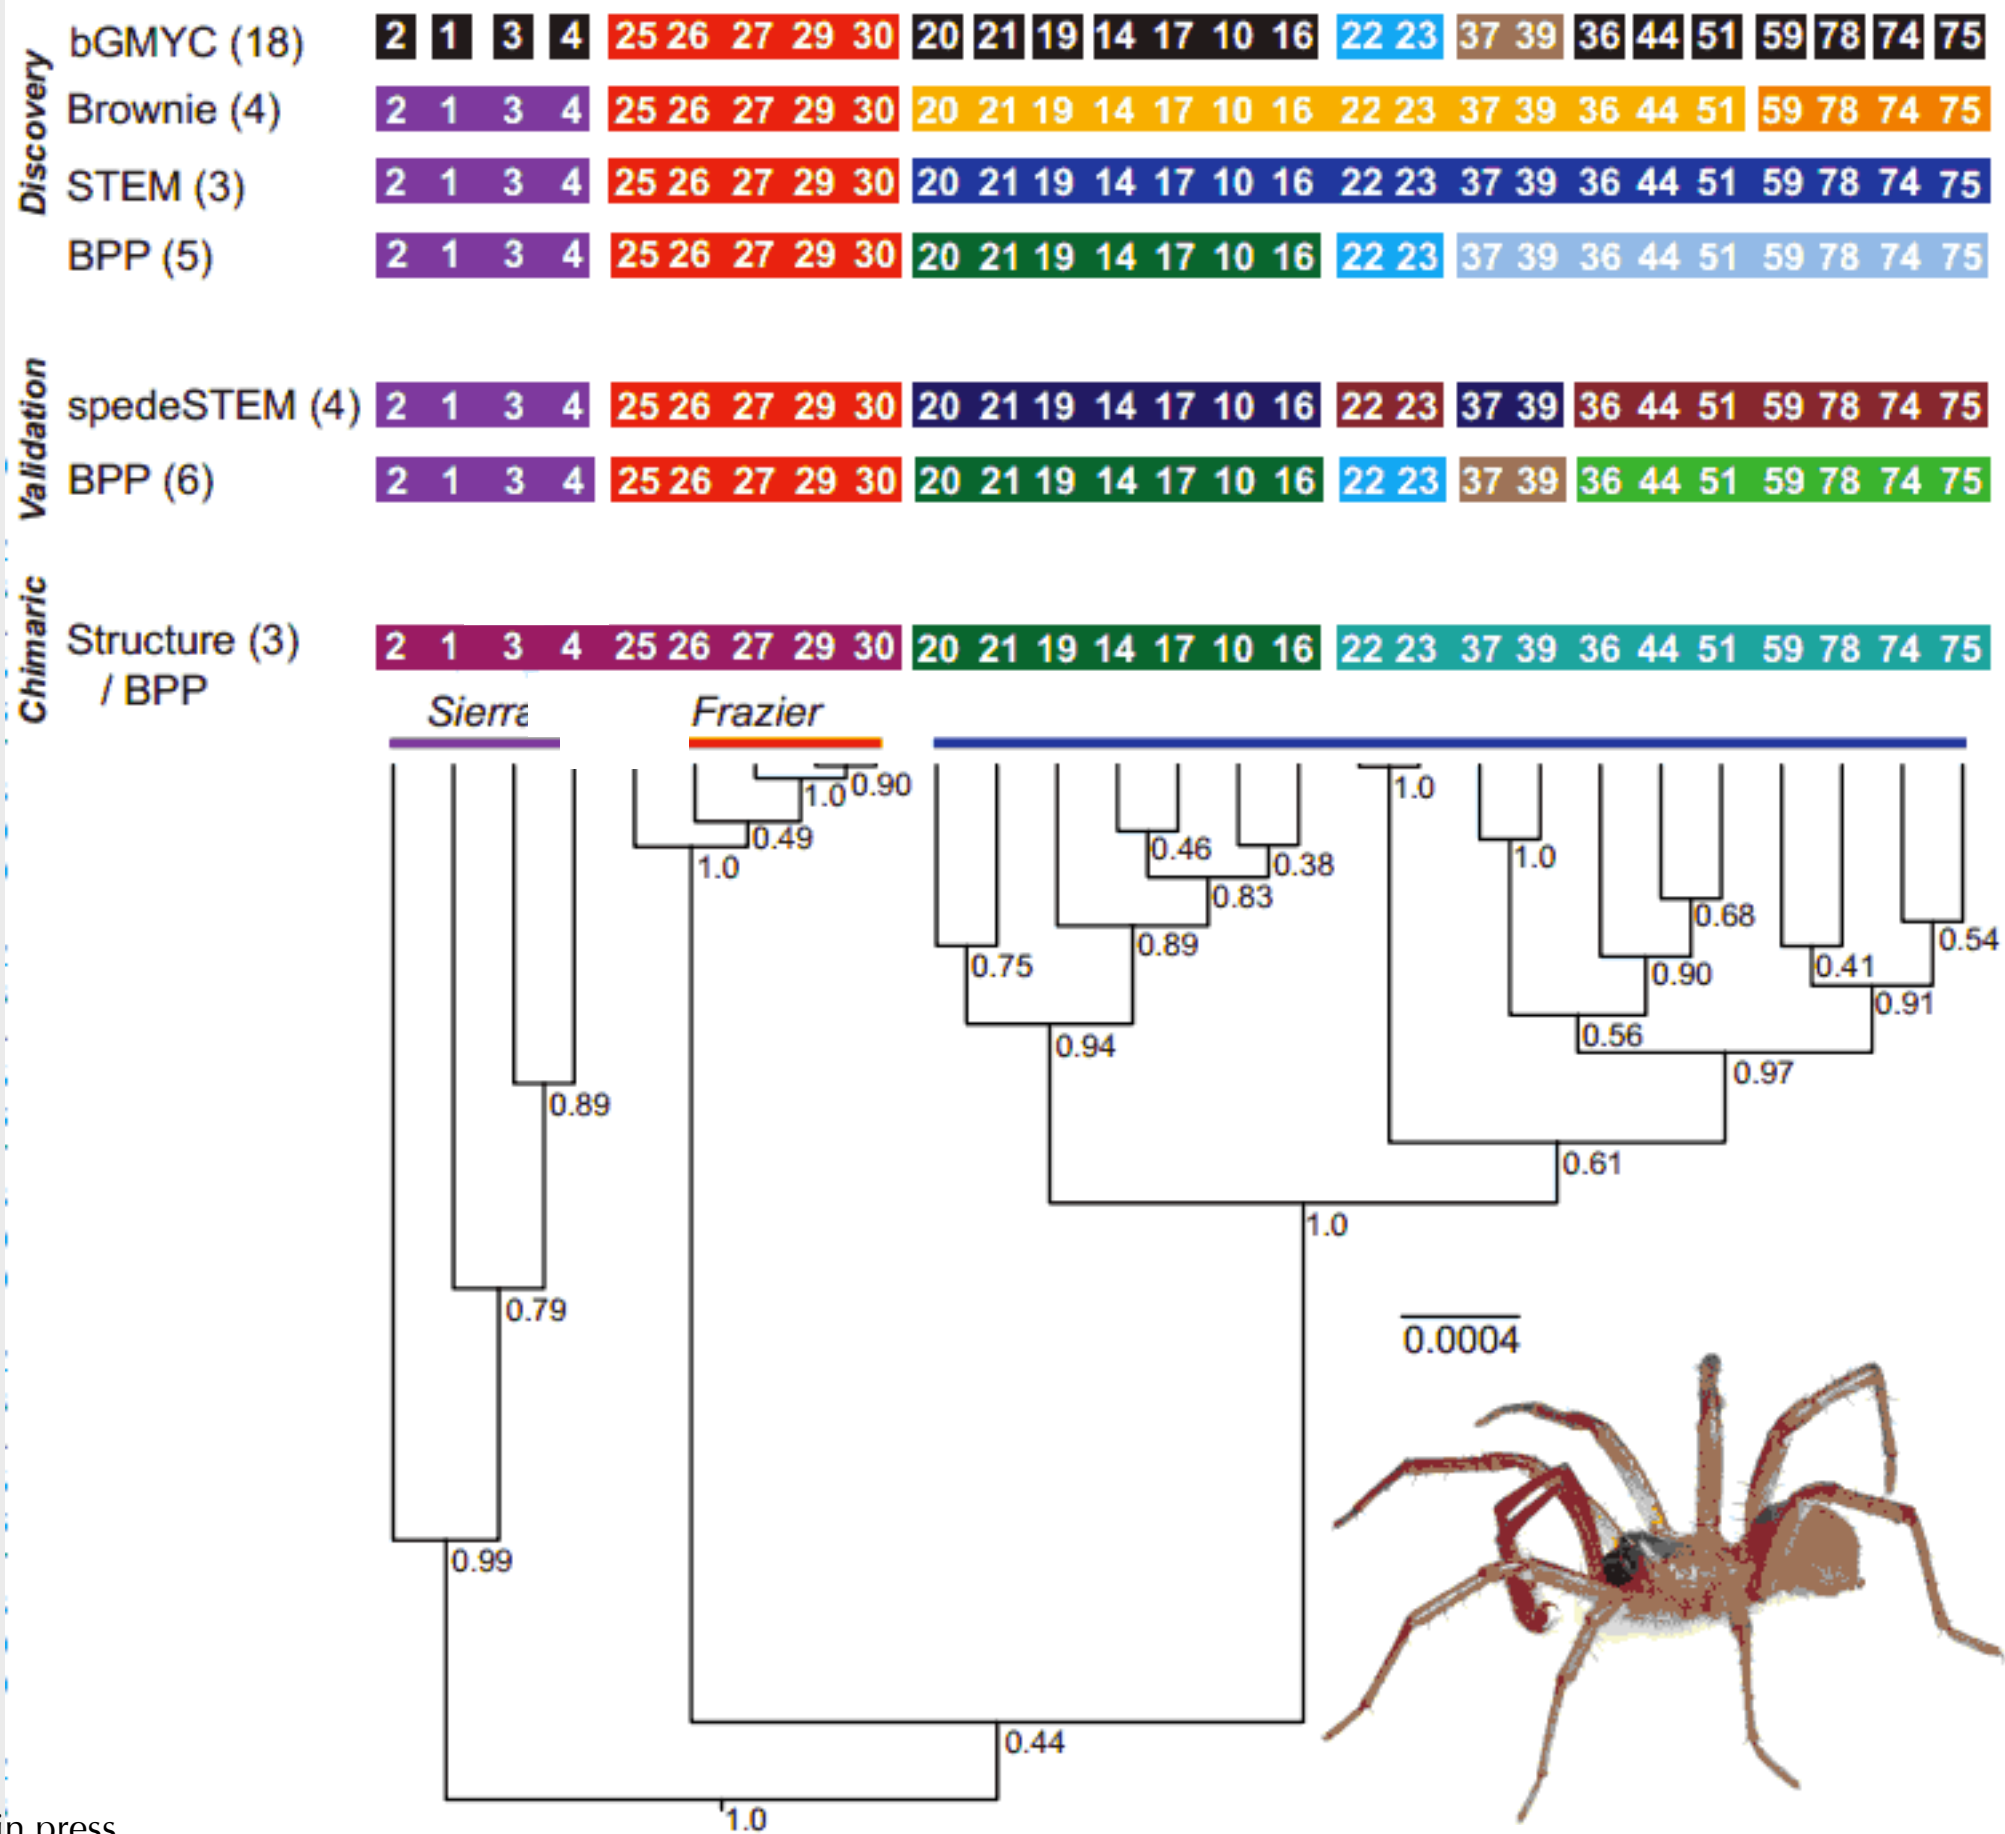 Discovery
bGMYC (18) 2 1 3 4 25 26 27 29 30 20 21 19 14 17 10 16 22 23 37 39 36 44 51 59 78 74 75
Brownie (4) 2 1 3 4 25 26 27 29 30 20 21 19 14 17 10 16 22 23 37 39 36 44 51 59 78 74 75
STEM (3) 2 1 3 4 25 26 27 29 30 20 21 19 14 17 10 16 22 23 37 39 36 44 51 59 78 74 75
BPP (5) 2 1 3 4 25 26 27 29 30 20 21 19 14 17 10 16 22 23 37 39 36 44 51 59 78 74 75
Validation
spedeSTEM (4) 2 1 3 4 25 26 27 29 30 20 21 19 14 17 10 16 22 23 37 39 36 44 51 59 78 74 75
BPP (6) 2 1 3 4 25 26 27 29 30 20 21 19 14 17 10 16 22 23 37 39 36 44 51 59 78 74 75
Chimaric
Structure (3) 2 1 3 4 25 26 27 29 30 20 21 19 14 17 10 16 22 23 37 39 36 44 51 59 78 74 75
/ BPP
Sierra Frazier
1.0 0.90 1.0
0.49 0.46 1.0
1.0 0.38
0.83 0.68
0.89 0.54
0.75 0.90 0.41
0.91
0.94 0.56
0.97
0.89
0.61
1.0
0.79
0.0004
0.99
0.44
1.0
in press